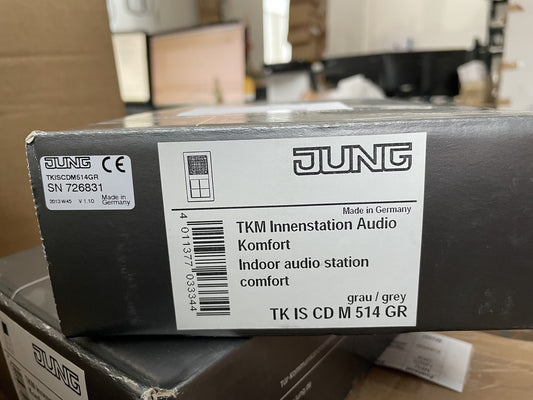 JUNG CE
TKISCDM514GR
SN 726831
2013 W45 V 1.10 Made in
Germany
JUNG
Made in Germany
4 011377 033344
TKM Innenstation Audio
Komfort
Indoor audio station
comfort
grau / grey
TK IS CD M 514 GR
JUNG